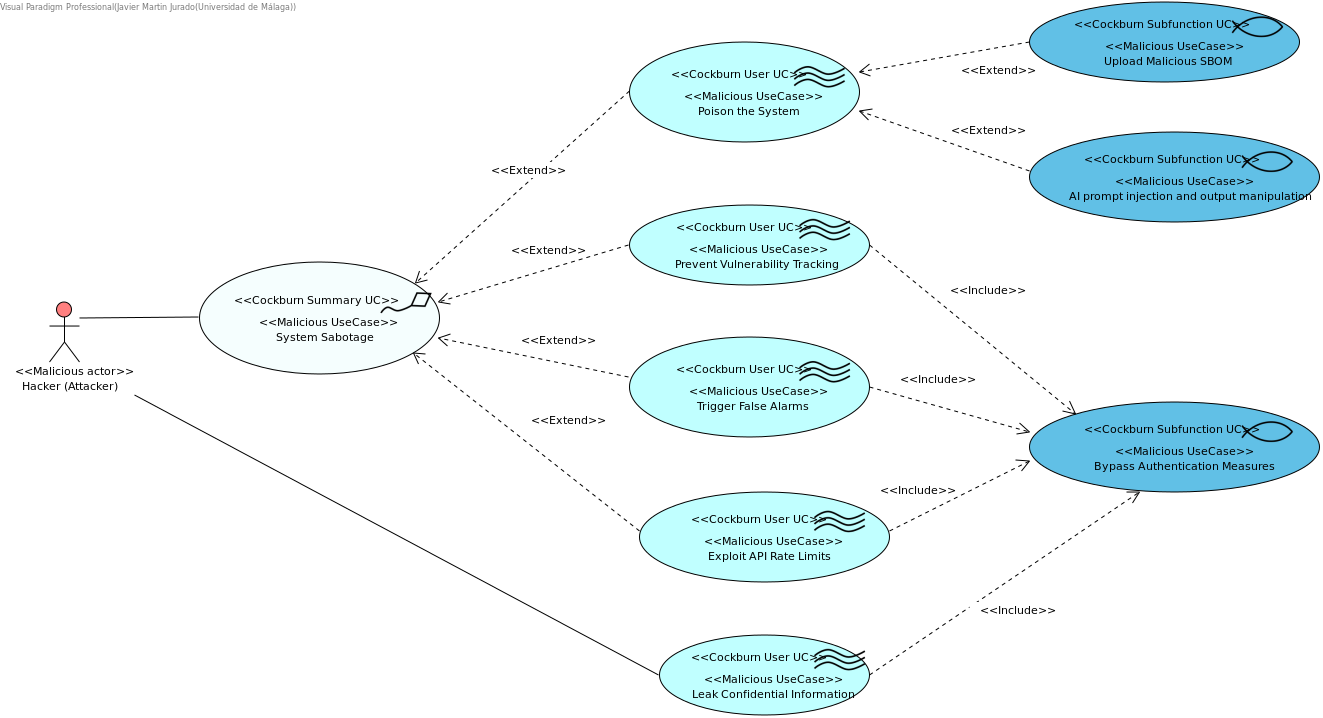 Visual Paradigm Professional(Javier Martin Jurado(Universidad de Málaga))
<<Cockburn Subfunction UC>>
<<Malicious UseCase>>
Upload Malicious SBOM
<<Cockburn User UC>>
<<Malicious UseCase>>
Poison the System
<<Extend>>
<<Extend>>
<<Cockburn Subfunction UC>>
<<Malicious UseCase>>
AI prompt injection and output manipulation
<<Extend>>
<<Cockburn User UC>>
<<Malicious UseCase>>
Prevent Vulnerability Tracking
<<Extend>>
<<Include>>
<<Cockburn Summary UC>>
<<Malicious UseCase>>
System Sabotage
<<Extend>>
<<Malicious actor>>
Hacker (Attacker)
<<Cockburn User UC>>
<<Malicious UseCase>>
Trigger False Alarms
<<Include>>
<<Extend>>
<<Cockburn Subfunction UC>>
<<Malicious UseCase>>
Bypass Authentication Measures
<<Include>>
<<Cockburn User UC>>
<<Malicious UseCase>>
Exploit API Rate Limits
<<Include>>
<<Cockburn User UC>>
<<Malicious UseCase>>
Leak Confidential Information